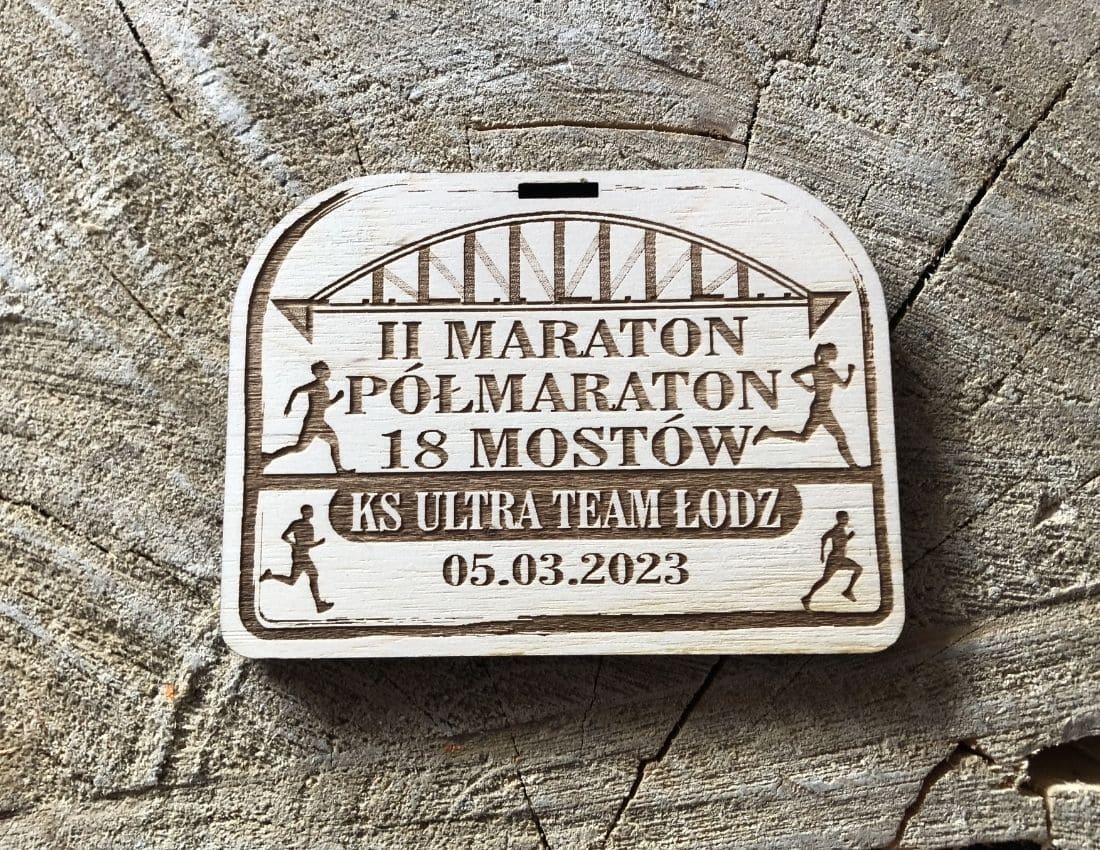 II MARATON
PÓŁMARATON
18 MOSTÓW
KS ULTRA TEAM ŁODZ
05.03.2023